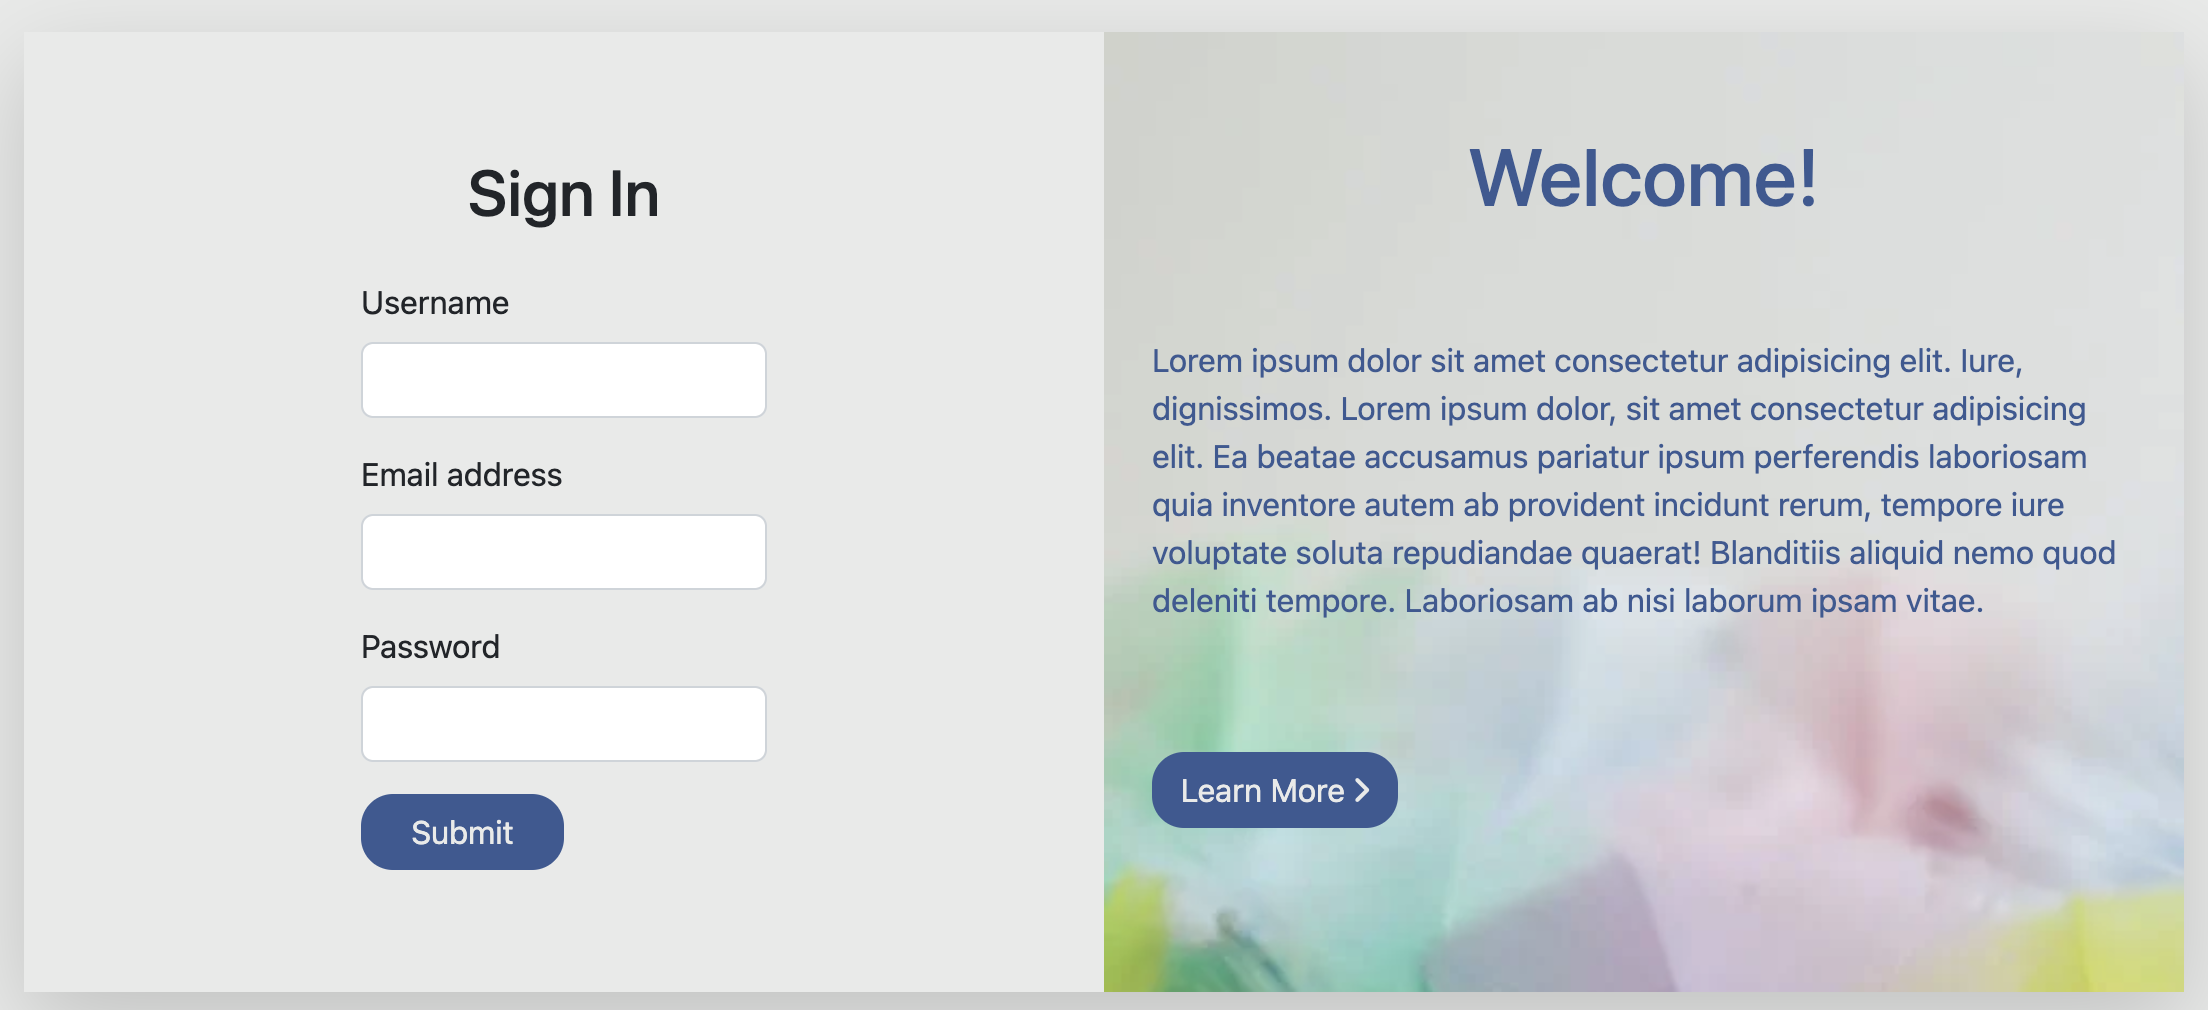 Sign In
Username
Email address
Password
Submit
Welcome!
Lorem ipsum dolor sit amet consectetur adipisicing elit. Iure,
dignissimos. Lorem ipsum dolor, sit amet consectetur adipisicing
elit. Ea beatae accusamus pariatur ipsum perferendis laboriosam
quia inventore autem ab provident incidunt rerum, tempore iure
voluptate soluta repudiandae quaerat! Blanditiis aliquid nemo quod
deleniti tempore. Laboriosam ab nisi laborum ipsam vitae.
Learn More